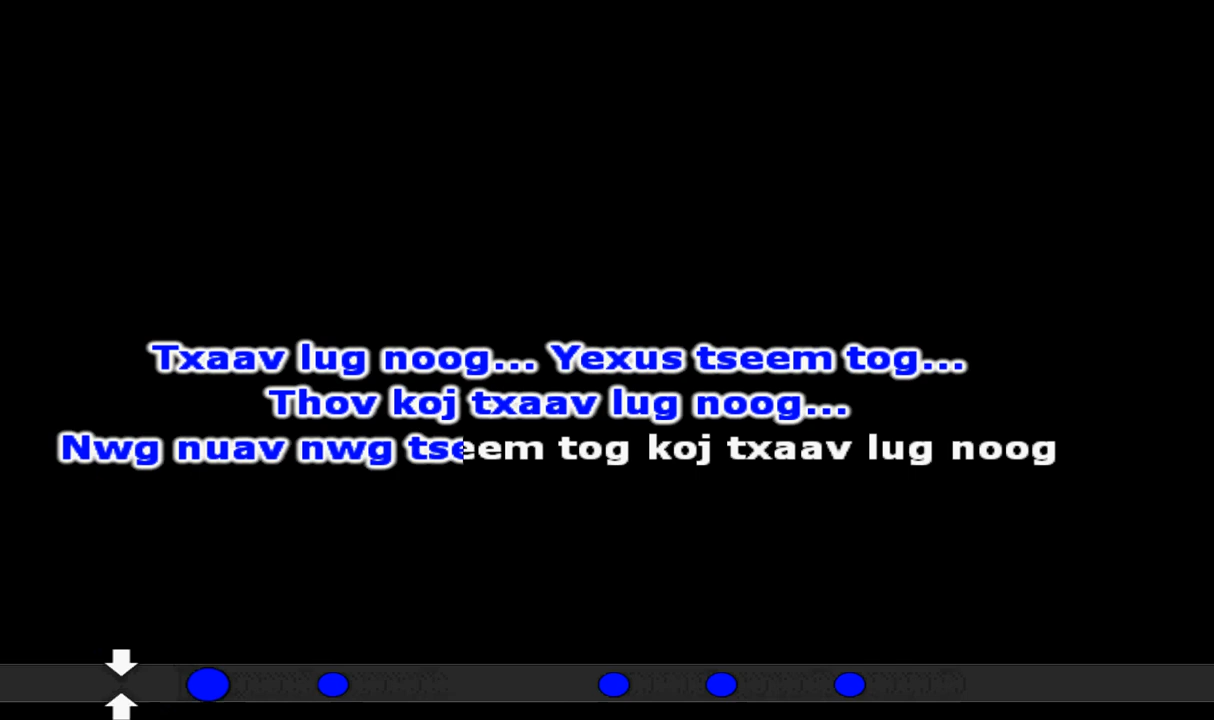 Txaav lug noog... Yexus tseem tog...
Thov koj txaav lug noog...
Nwg nuav nwg tseem tog koj txaav lug noog